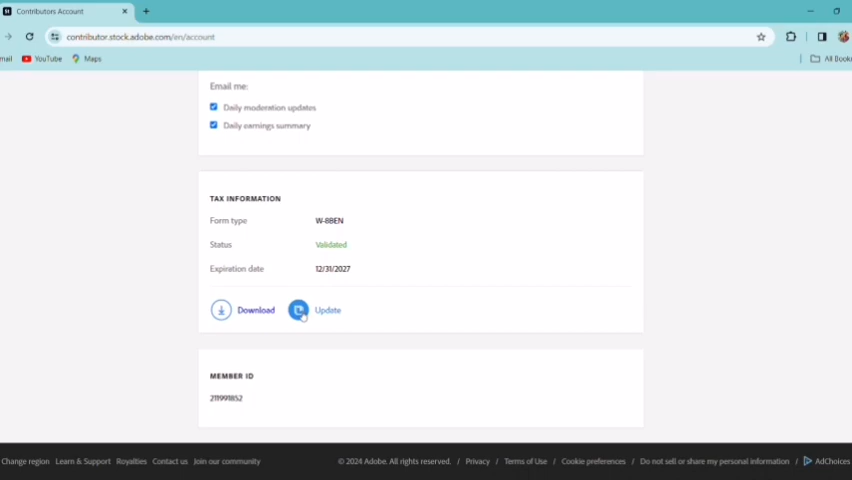 St Contributors Account
contributor.stock.adobe.com/en/account
YouTube Maps
Email me:
Daily moderation updates
Daily earnings summary
TAX INFORMATION
Form type W-8BEN
Status Validated
Expiration date 12/31/2027
Download Update
MEMBER ID
211991852
Change region Learn & Support Royalties Contact us Join our community © 2024 Adobe. All rights reserved. / Privacy / Terms of Use / Cookie preferences / Do not sell or share my personal information / AdChoices